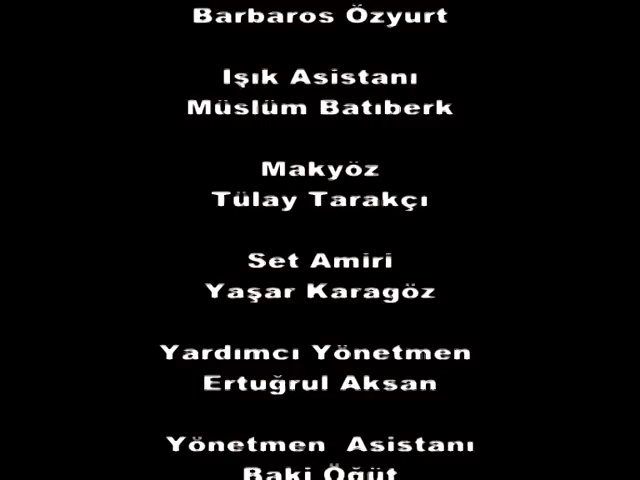 Barbaros Özyurt
Işık Asistanı
Müslüm Batıberk
Makyöz
Tülay Tarakçı
Set Amiri
Yaşar Karagöz
Yardımcı Yönetmen
Ertuğrul Aksan
Yönetmen Asistanı
Baki Öğüt